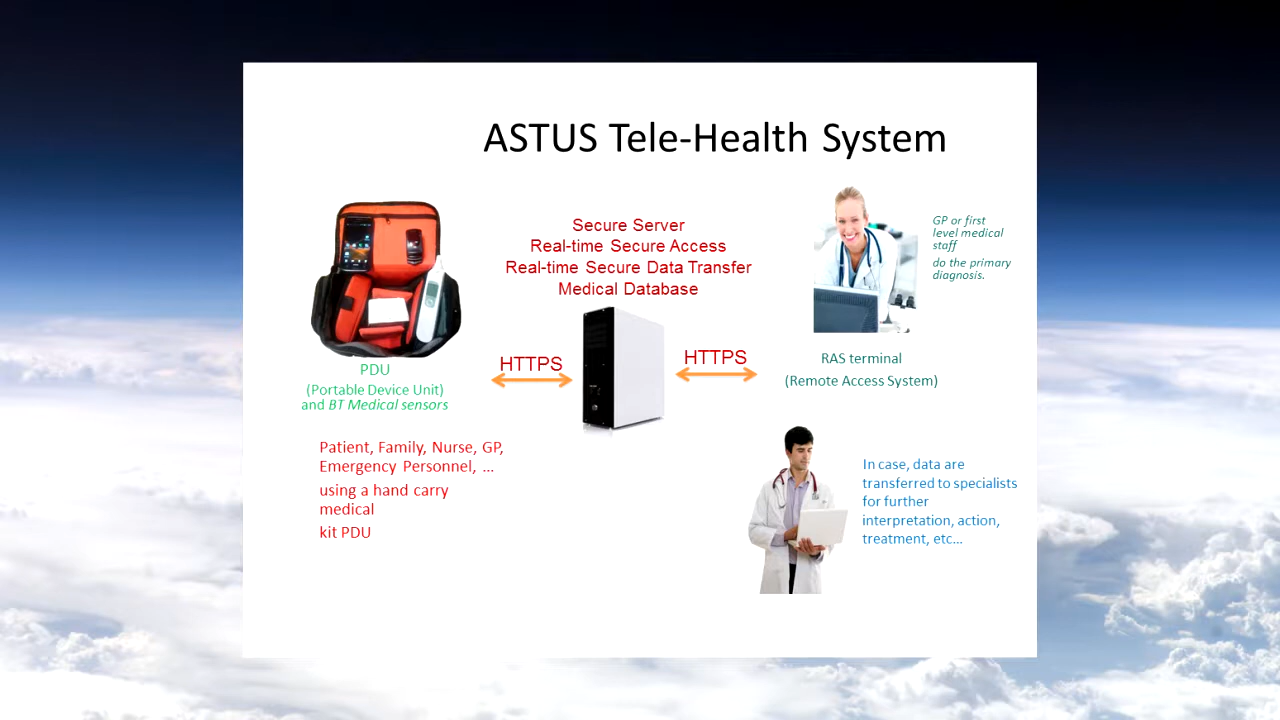 ASTUS Tele-Health System
Secure Server
Real-time Secure Access
Real-time Secure Data Transfer
Medical Database
GP or first
level medical
staff
do the primary
diagnosis.
HTTPS
HTTPS
PDU
(Portable Device Unit)
and BT Medical sensors
RAS terminal
(Remote Access System)
Patient, Family, Nurse, GP,
Emergency Personnel, ...
using a hand carry
medical
kit PDU
In case, data are
transferred to specialists
for further
interpretation, action,
treatment, etc...